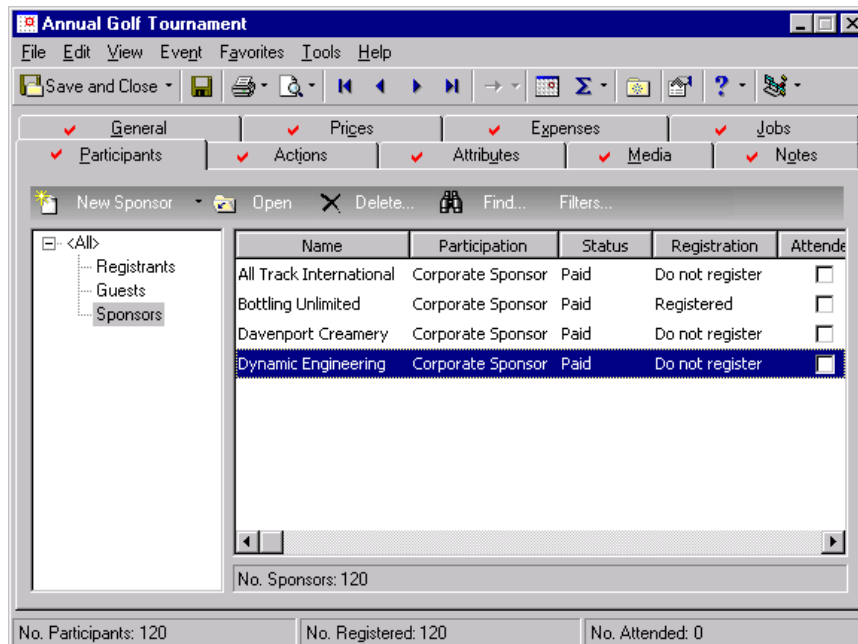 Annual Golf Tournament
File Edit View Event Favorites Tools Help
Save and Close ?
General Prices Expenses Jobs
Participants Actions Attributes Media Notes
New Sponsor Open Delete... Find... Filters...
<All>
Registrants
Guests
Sponsors
Name Participation Status Registration Attende
All Track International Corporate Sponsor Paid Do not register
Bottling Unlimited Corporate Sponsor Paid Registered
Davenport Creamery Corporate Sponsor Paid Do not register
Dynamic Engineering Corporate Sponsor Paid Do not register
No. Sponsors: 120
No. Participants: 120 No. Registered: 120 No. Attended: 0